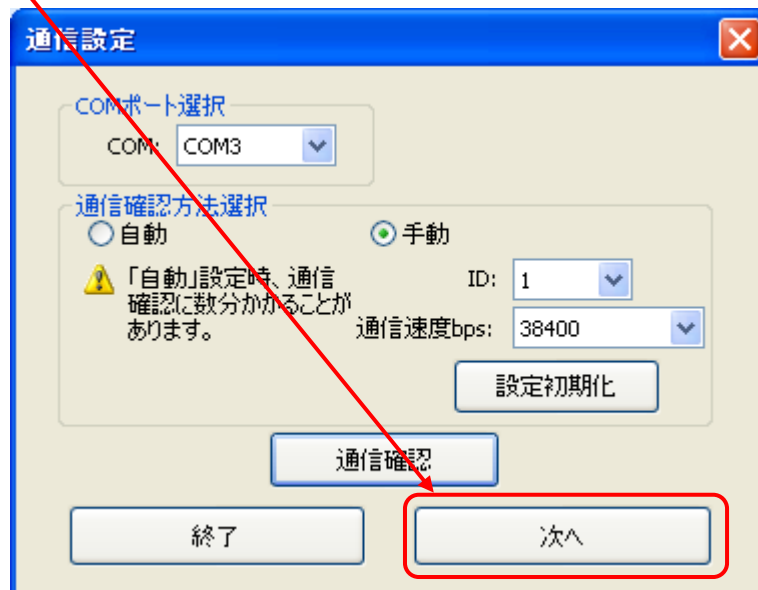 通信設定
COMポート選択
COM: COM3
通信確認方法選択
自動 手動
「自動」設定時、通信
確認に数分かかることが
あります。
ID: 1
通信速度bps: 38400
設定初期化
通信確認
終了 次へ